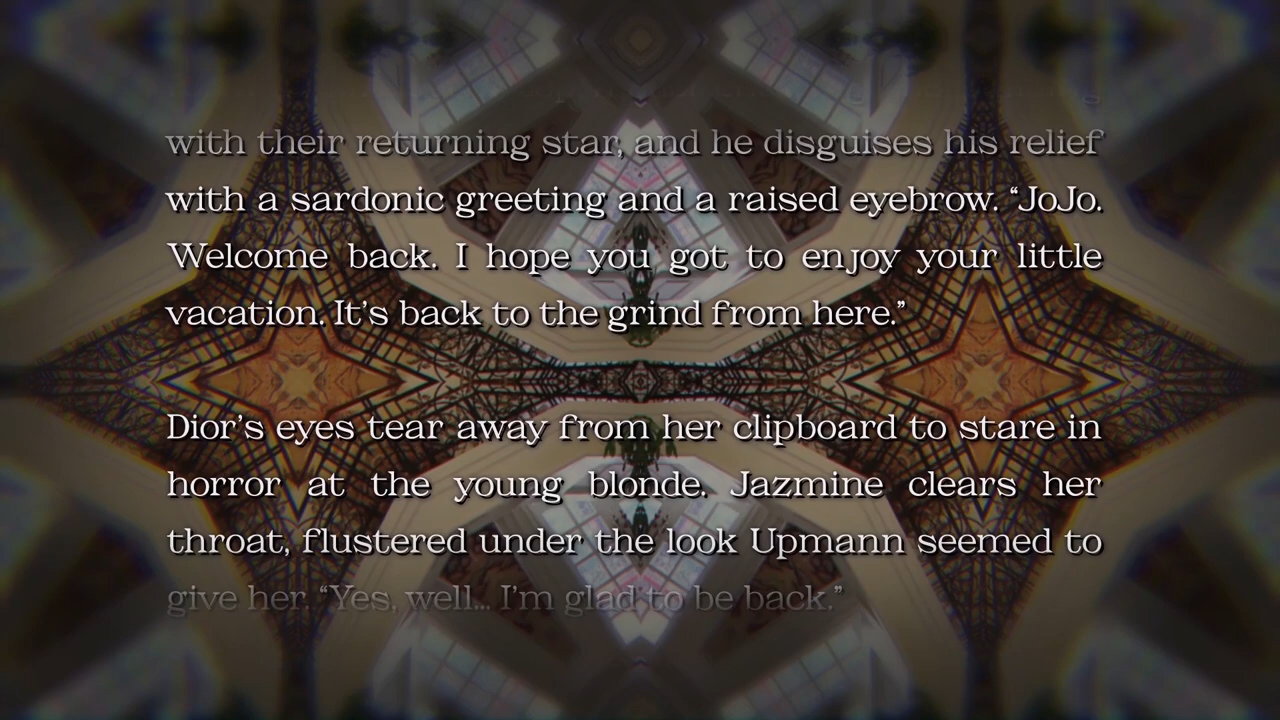 with their returning star, and he disguises his relief
with a sardonic greeting and a raised eyebrow. “JoJo.
Welcome back. I hope you got to enjoy your little
vacation. It’s back to the grind from here.”
Dior’s eyes tear away from her clipboard to stare in
horror at the young blonde. Jazmine clears her
throat, flustered under the look Upmann seemed to
give her. “Yes, well... I’m glad to be back.”